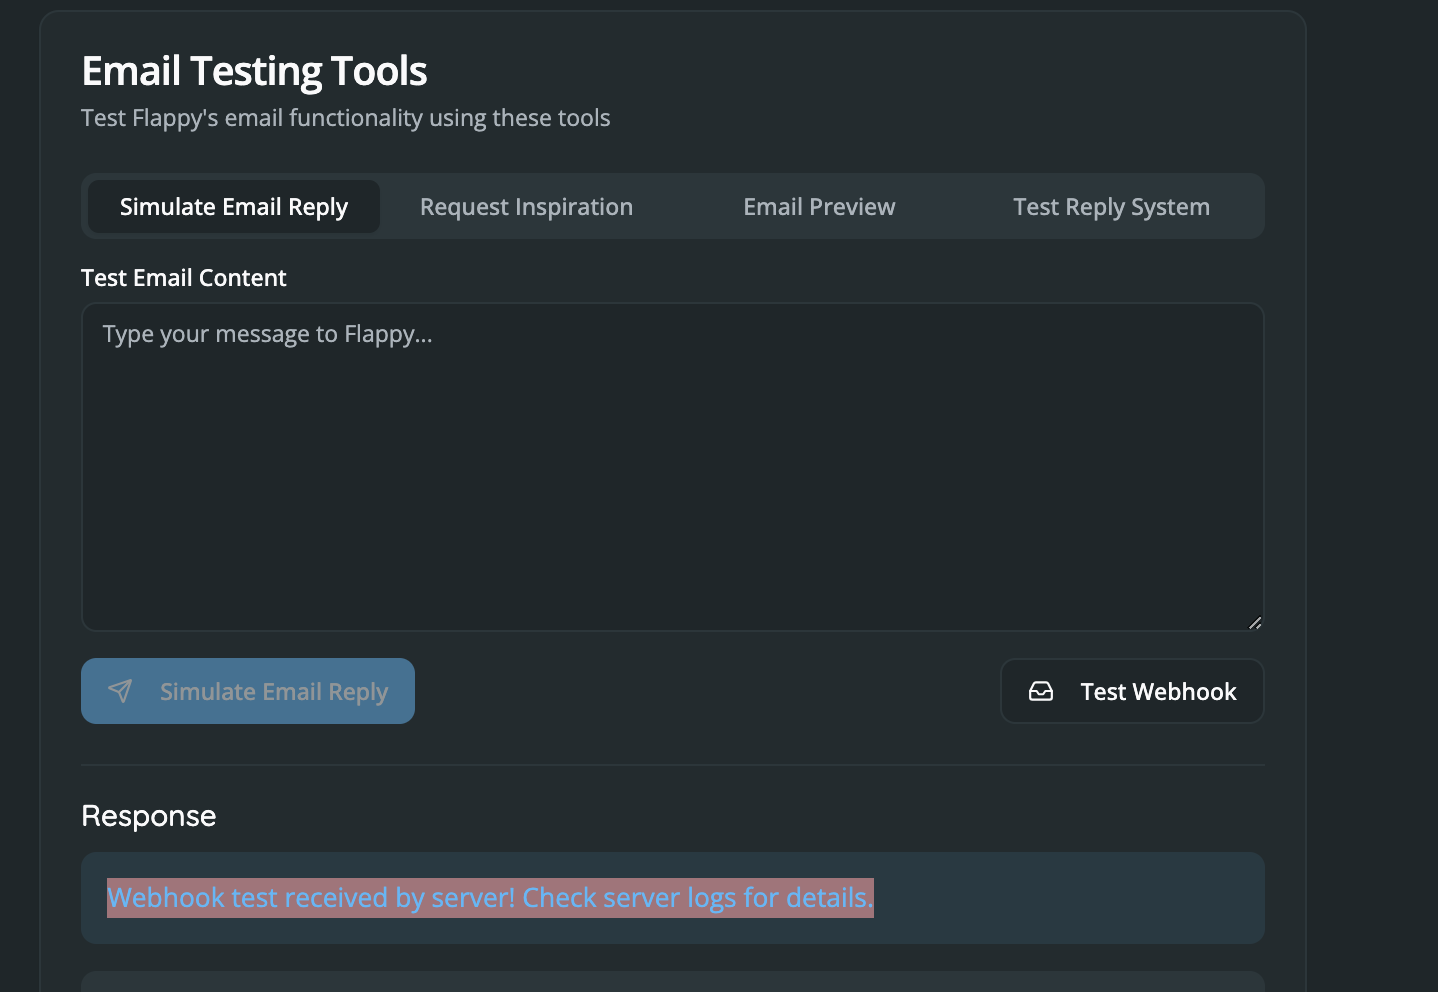 Email Testing Tools
Test Flappy's email functionality using these tools
Simulate Email Reply
Request Inspiration
Email Preview
Test Reply System
Test Email Content
Type your message to Flappy...
Simulate Email Reply
Test Webhook
Response
Webhook test received by server! Check server logs for details.